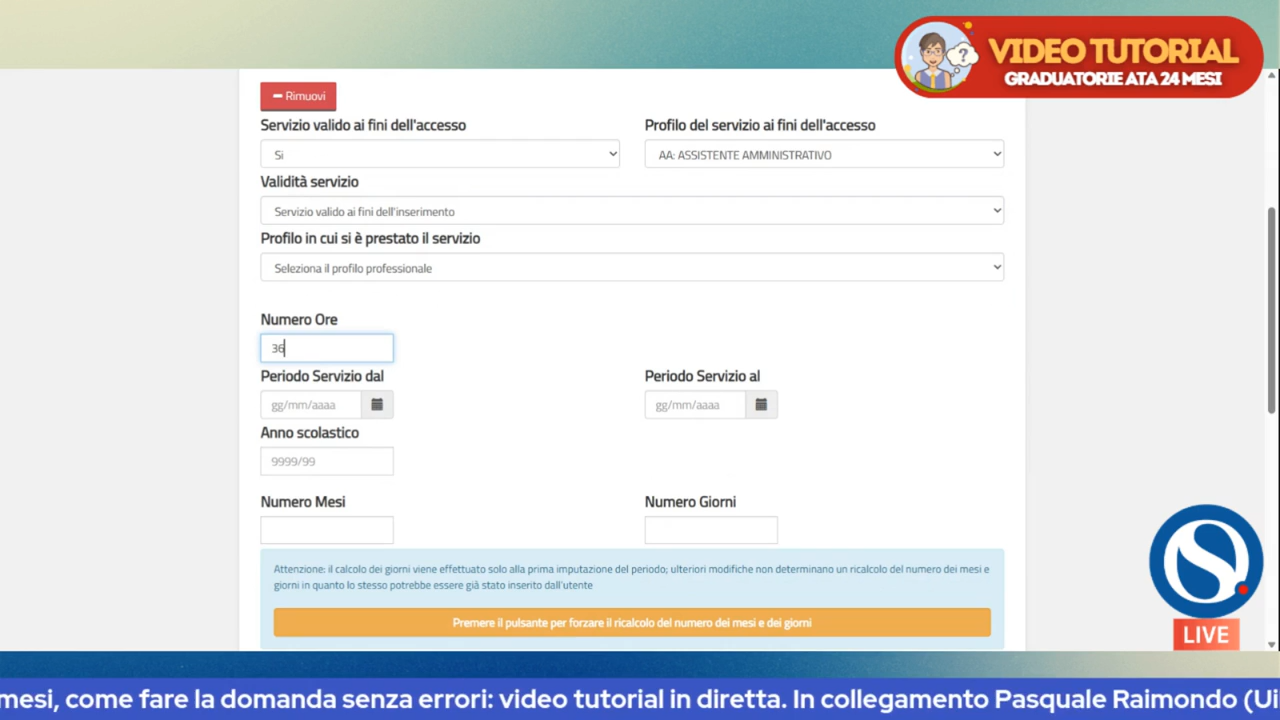 VIDEO TUTORIAL
GRADUATORIE ATA 24 MESI
Rimuovi
Servizio valido ai fini dell'accesso
Profilo del servizio ai fini dell'accesso
Si
AA: ASSISTENTE AMMINISTRATIVO
Validità servizio
Servizio valido ai fini dell'inserimento
Profilo in cui si è prestato il servizio
Seleziona il profilo professionale
Numero Ore
36
Periodo Servizio dal
Periodo Servizio al
gg/mm/aaaa
gg/mm/aaaa
Anno scolastico
9999/99
Numero Mesi
Numero Giorni
Attenzione: il calcolo dei giorni viene effettuato solo alla prima imputazione del periodo; ulteriori modifiche non determinano un ricalcolo del numero dei mesi e
giorni in quanto lo stesso potrebbe essere già stato inserito dall'utente
Premere il pulsante per forzare il ricalcolo del numero dei mesi e dei giorni
LIVE
mesi, come fare la domanda senza errori: video tutorial in diretta. In collegamento Pasquale Raimondo (Ui